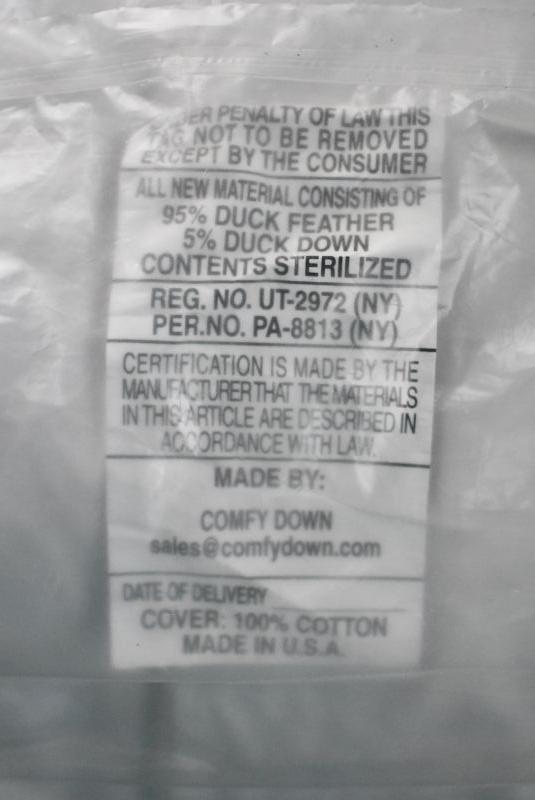 UNDER PENALTY OF LAW THIS
TAG NOT TO BE REMOVED
EXCEPT BY THE CONSUMER
ALL NEW MATERIAL CONSISTING OF
95% DUCK FEATHER
5% DUCK DOWN
CONTENTS STERILIZED
REG. NO. UT-2972 (NY)
PER.NO. PA-8813 (NY)
CERTIFICATION IS MADE BY THE
MANUFACTURER THAT THE MATERIALS
IN THIS ARTICLE ARE DESCRIBED IN
ACCORDANCE WITH LAW.
MADE BY:
COMFY DOWN
sales@comfydown.com
DATE OF DELIVERY
COVER: 100% COTTON
MADE IN U.S.A.